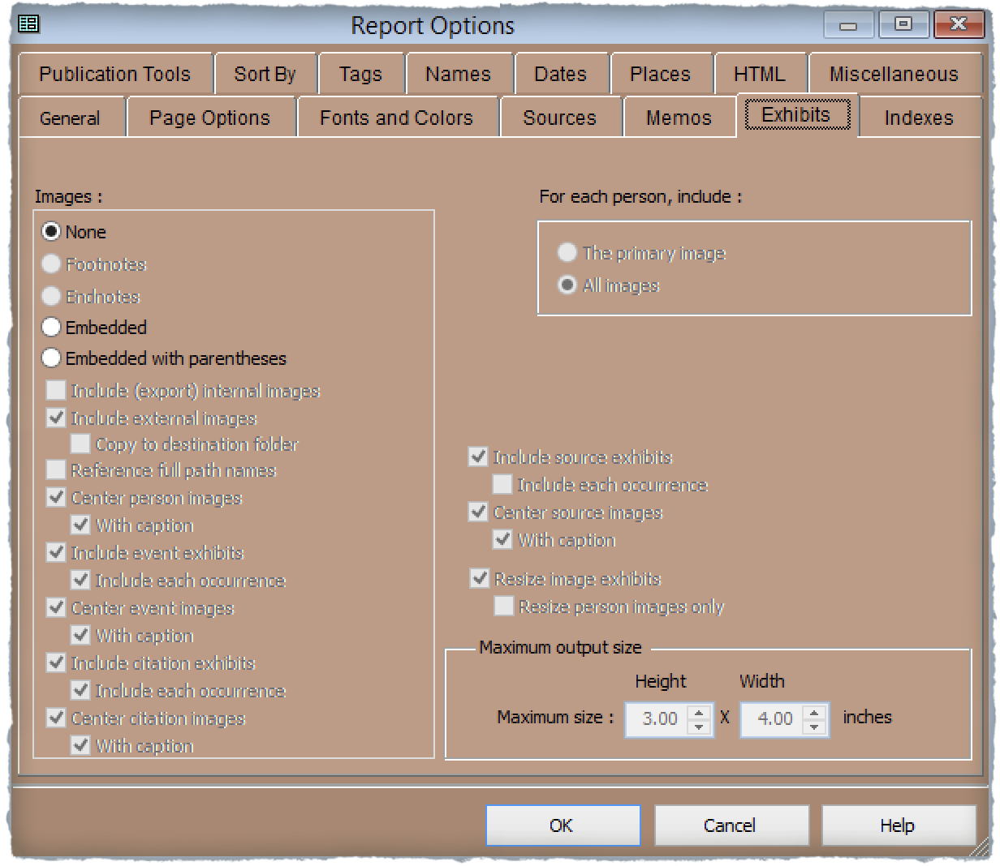 Report Options
Publication Tools Sort By Tags Names Dates Places HTML Miscellaneous
General Page Options Fonts and Colors Sources Memos Exhibits Indexes
Images :
None
Footnotes
Endnotes
Embedded
Embedded with parentheses
Include (export) internal images
Include external images
Copy to destination folder
Reference full path names
Center person images
With caption
Include event exhibits
Include each occurrence
Center event images
With caption
Include citation exhibits
Include each occurrence
Center citation images
With caption
For each person, include :
The primary image
All images
Include source exhibits
Include each occurrence
Center source images
With caption
Resize image exhibits
Resize person images only
Maximum output size
Height Width
Maximum size : 3.00 X 4.00 inches
OK Cancel Help